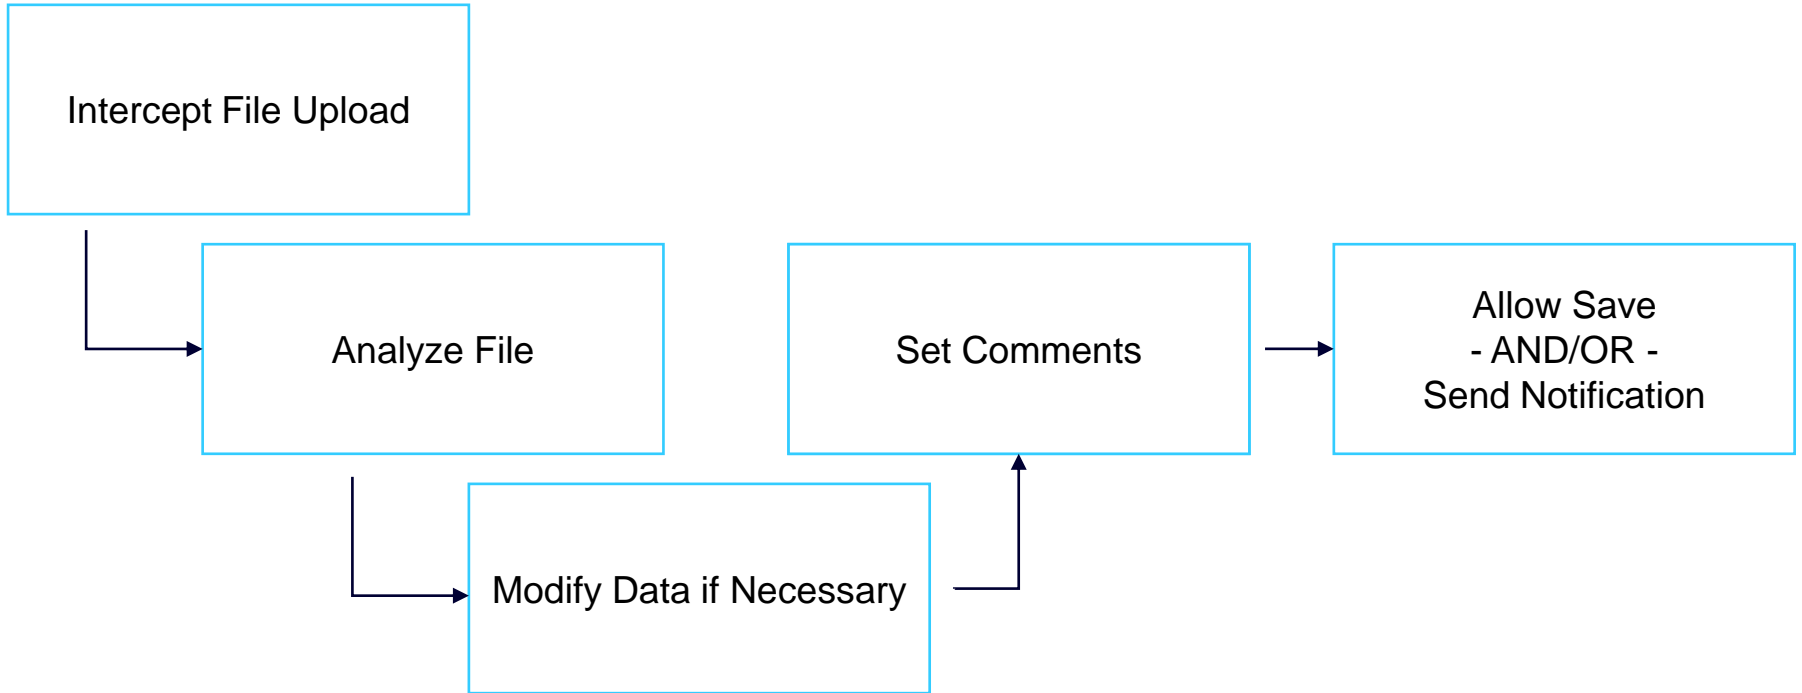 Intercept File Upload
Analyze File
Modify Data if Necessary
Set Comments
Allow Save
- AND/OR -
Send Notification